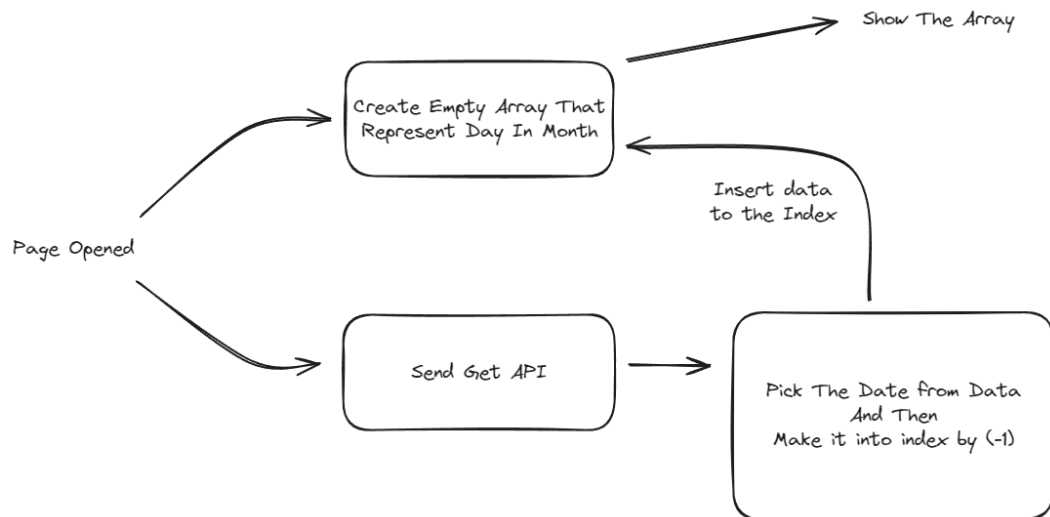 Show The Array
Create Empty Array That
Represent Day In Month
Insert data
to the Index
Page Opened
Send Get API
Pick The Date from Data
And Then
Make it into index by (-1)